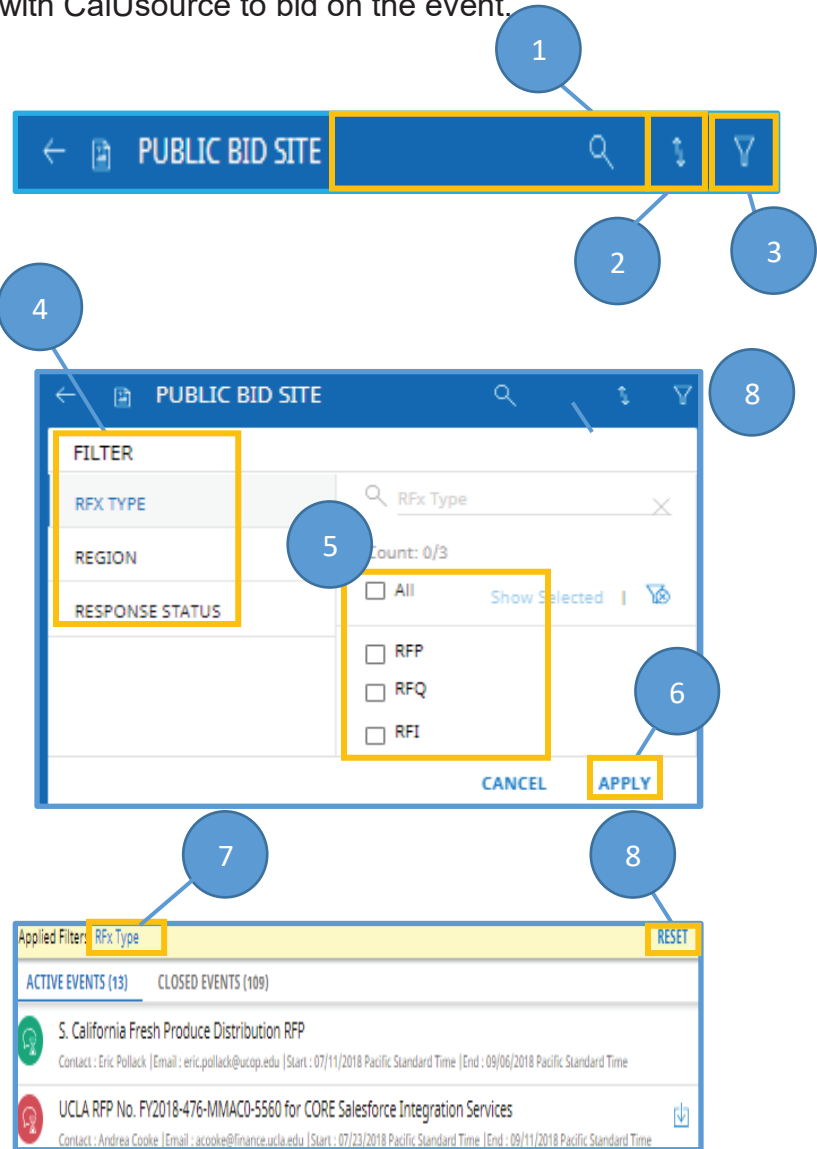 with CalUsource to bid on the event.
1
PUBLIC BID SITE
2
3
4
PUBLIC BID SITE
8
FILTER
RFX TYPE
RFx Type
REGION
5
Count: 0/3
All
Show Selected |
RESPONSE STATUS
RFP
RFQ
6
RFI
CANCEL APPLY
7
8
Applied Filters RFx Type RESET
ACTIVE EVENTS (13) CLOSED EVENTS (109)
S. California Fresh Produce Distribution RFP
Contact : Eric Pollack |Email : eric.pollack@ucop.edu |Start : 07/11/2018 Pacific Standard Time |End : 09/06/2018 Pacific Standard Time
UCLA RFP No. FY2018-476-MMAC0-5560 for CORE Salesforce Integration Services
Contact : Andrea Cooke |Email : acooke@finance.ucla.edu |Start : 07/23/2018 Pacific Standard Time |End : 09/11/2018 Pacific Standard Time